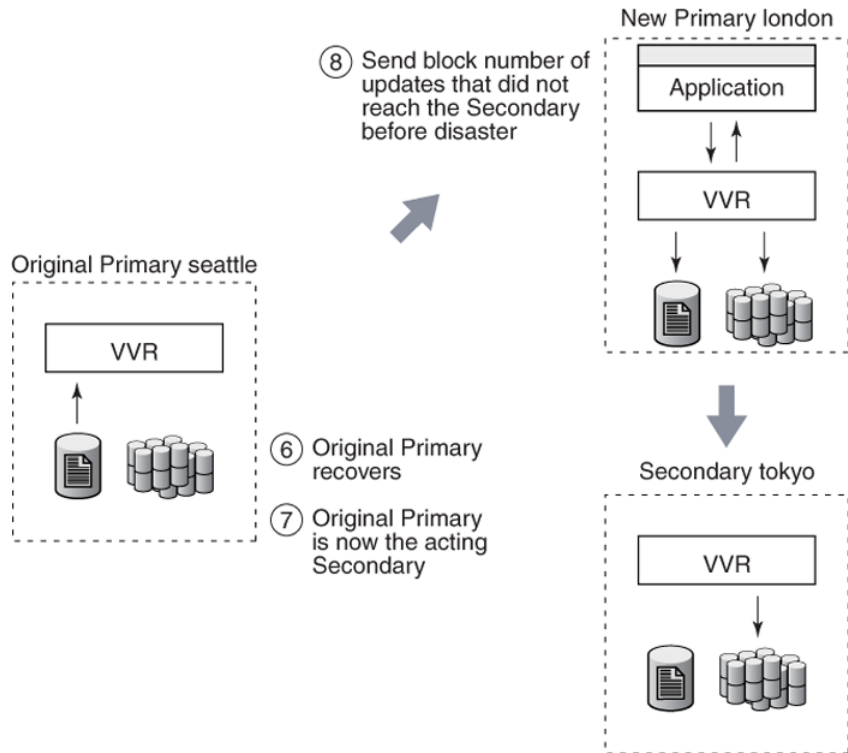 New Primary london
8 Send block number of
updates that did not
reach the Secondary
before disaster
Application
VVR
Original Primary seattle
VVR
6 Original Primary
recovers
7 Original Primary
is now the acting
Secondary
Secondary tokyo
VVR